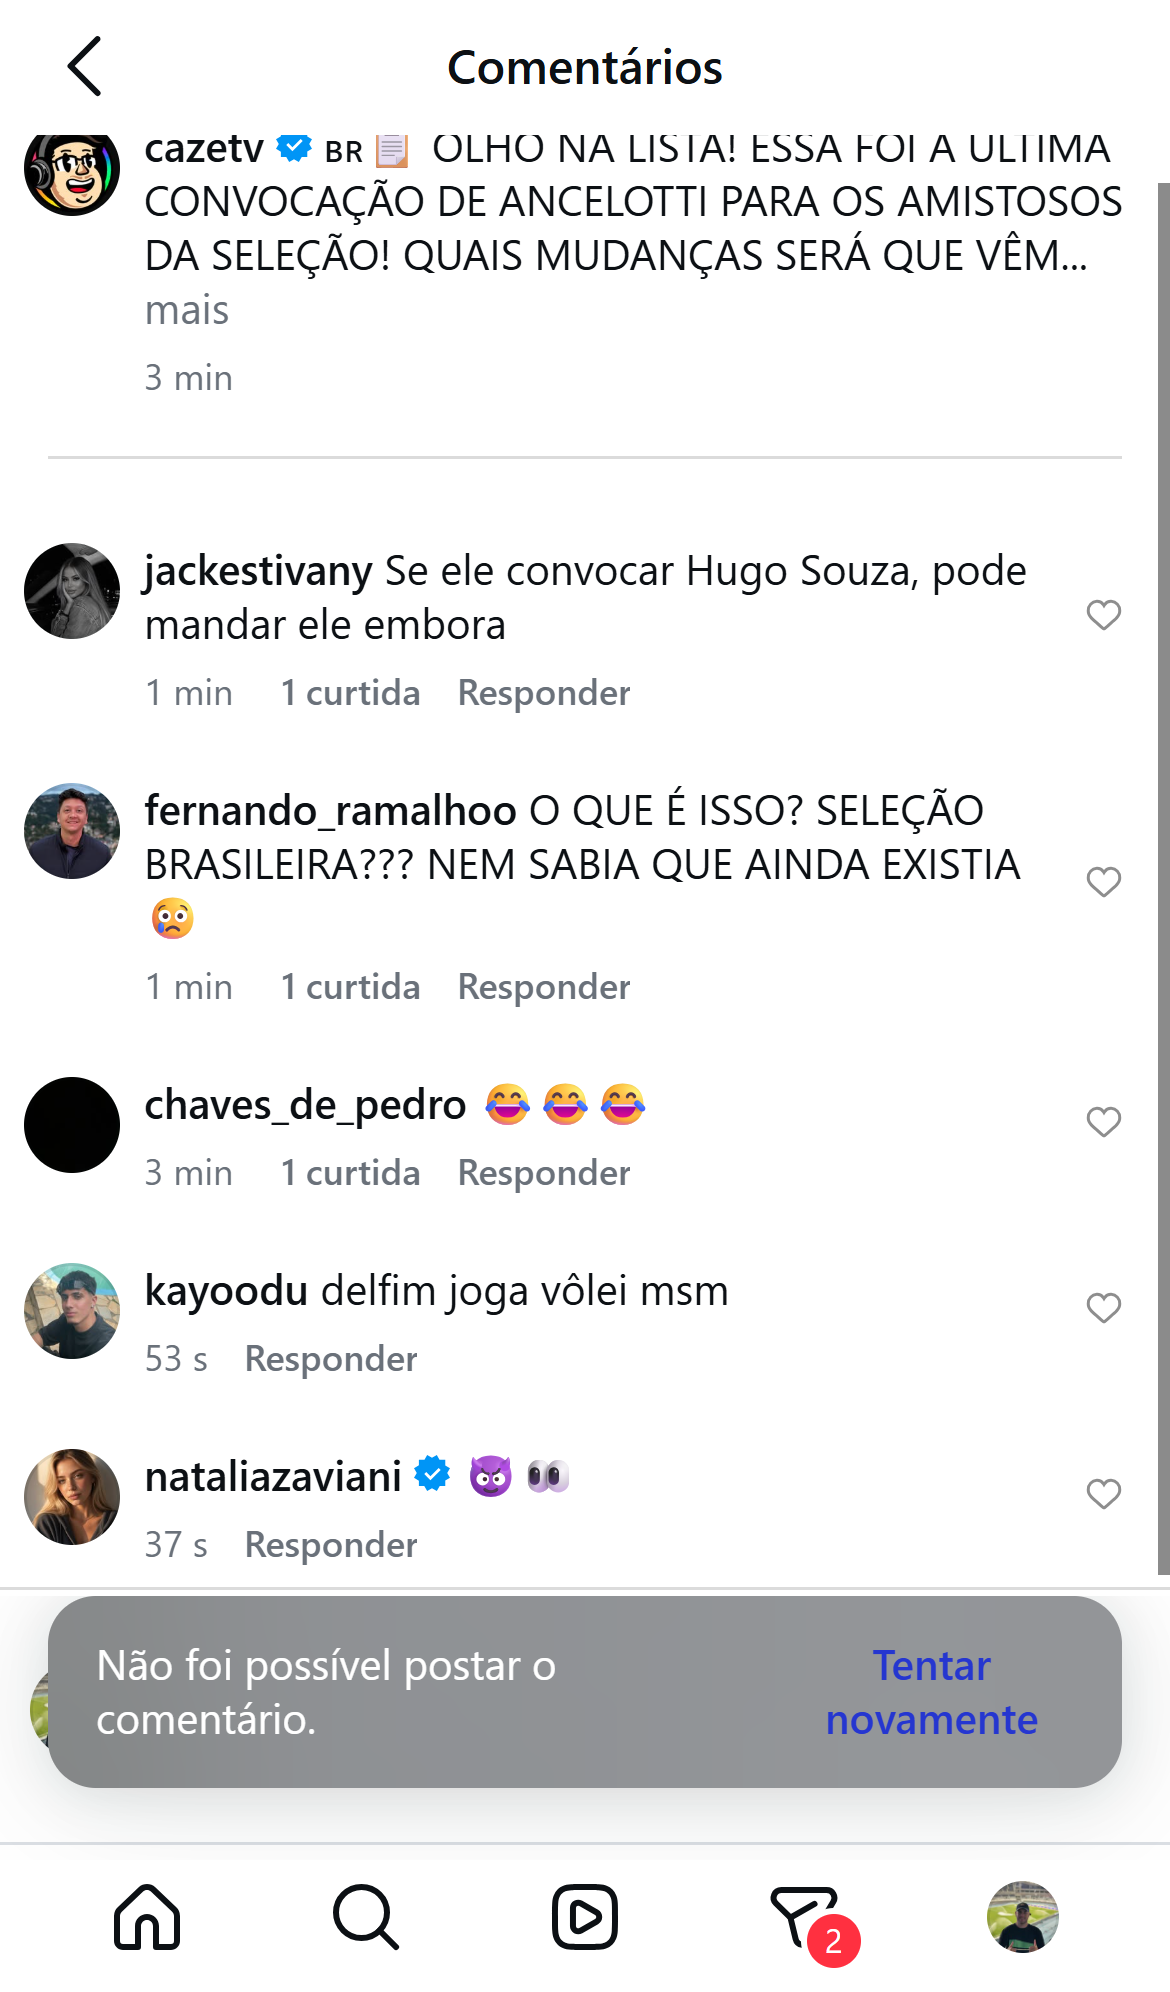 Comentários
cazetv BR OLHO NA LISTA! ESSA FOI A ÚLTIMA
CONVOCAÇÃO DE ANCELOTTI PARA OS AMISTOSOS
DA SELEÇÃO! QUAIS MUDANÇAS SERÁ QUE VÊM...
mais
3 min
jackestivany Se ele convocar Hugo Souza, pode
mandar ele embora
1 min 1 curtida Responder
fernando_ramalhoo O QUE É ISSO? SELEÇÃO
BRASILEIRA??? NEM SABIA QUE AINDA EXISTIA
😢
1 min 1 curtida Responder
chaves_de_pedro 😂😂😂
3 min 1 curtida Responder
kayoodu delfim joga vôlei msm
53 s Responder
nataliazaviani 😈👀
37 s Responder
Não foi possível postar o
comentário.
Tentar
novamente
2